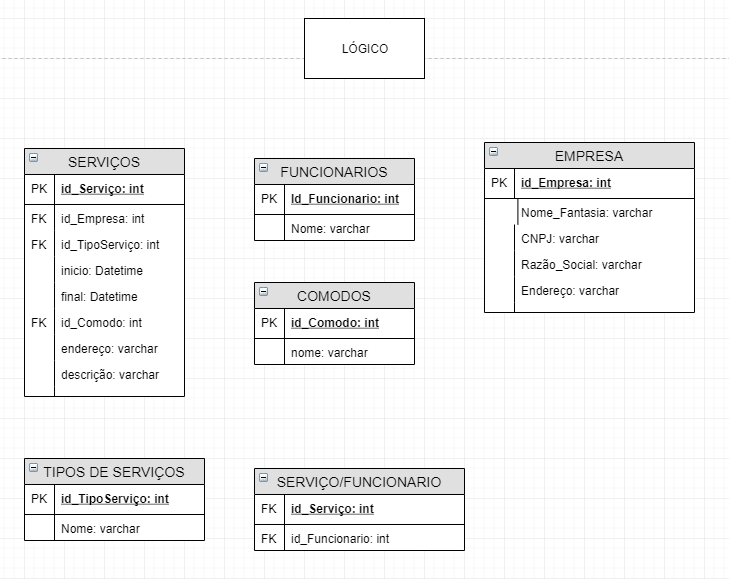 LÓGICO
SERVIÇOS
PK id_Serviço: int
FK id_Empresa: int
FK id_TipoServiço: int
inicio: Datetime
final: Datetime
FK id_Comodo: int
endereço: varchar
descrição: varchar
FUNCIONARIOS
PK Id_Funcionario: int
Nome: varchar
EMPRESA
PK id_Empresa: int
Nome_Fantasia: varchar
CNPJ: varchar
Razão_Social: varchar
Endereço: varchar
COMODOS
PK id_Comodo: int
nome: varchar
TIPOS DE SERVIÇOS
PK id_TipoServiço: int
Nome: varchar
SERVIÇO/FUNCIONARIO
FK id_Serviço: int
FK id_Funcionario: int